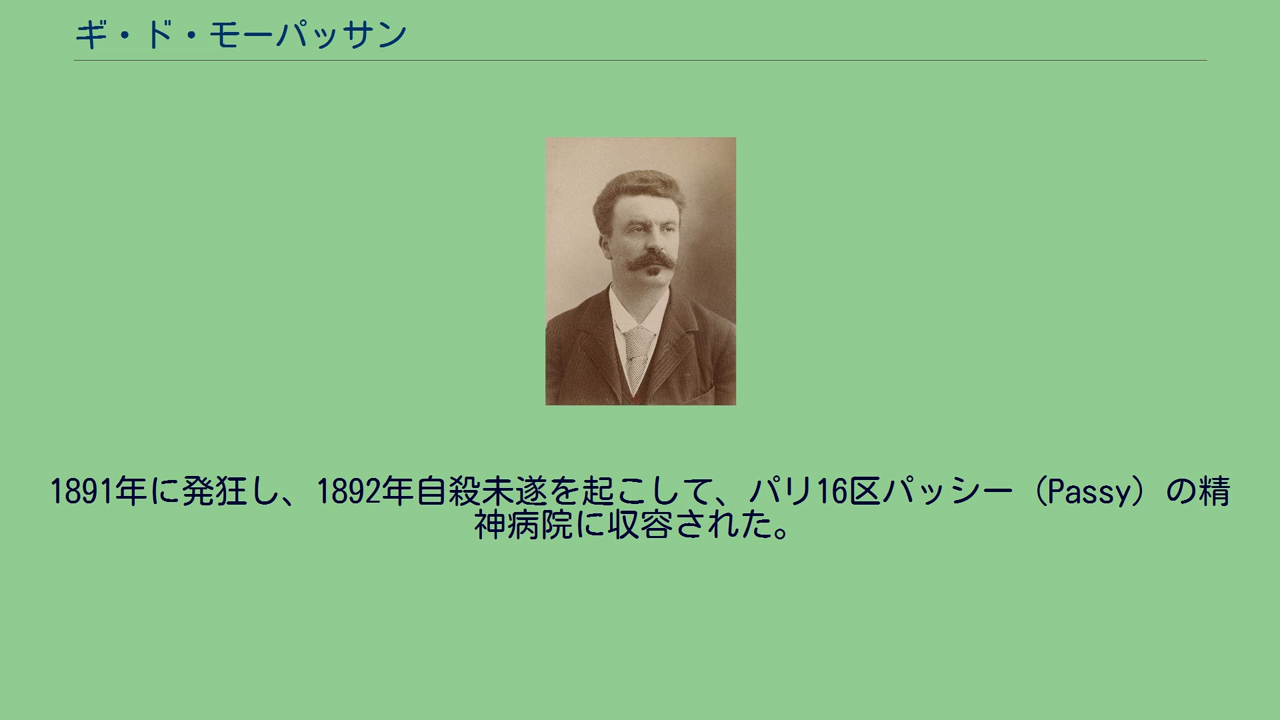 ギ・ド・モーパッサン
1891年に発狂し、1892年自殺未遂を起こして、パリ16区パッシー（Passy）の精
神病院に収容された。